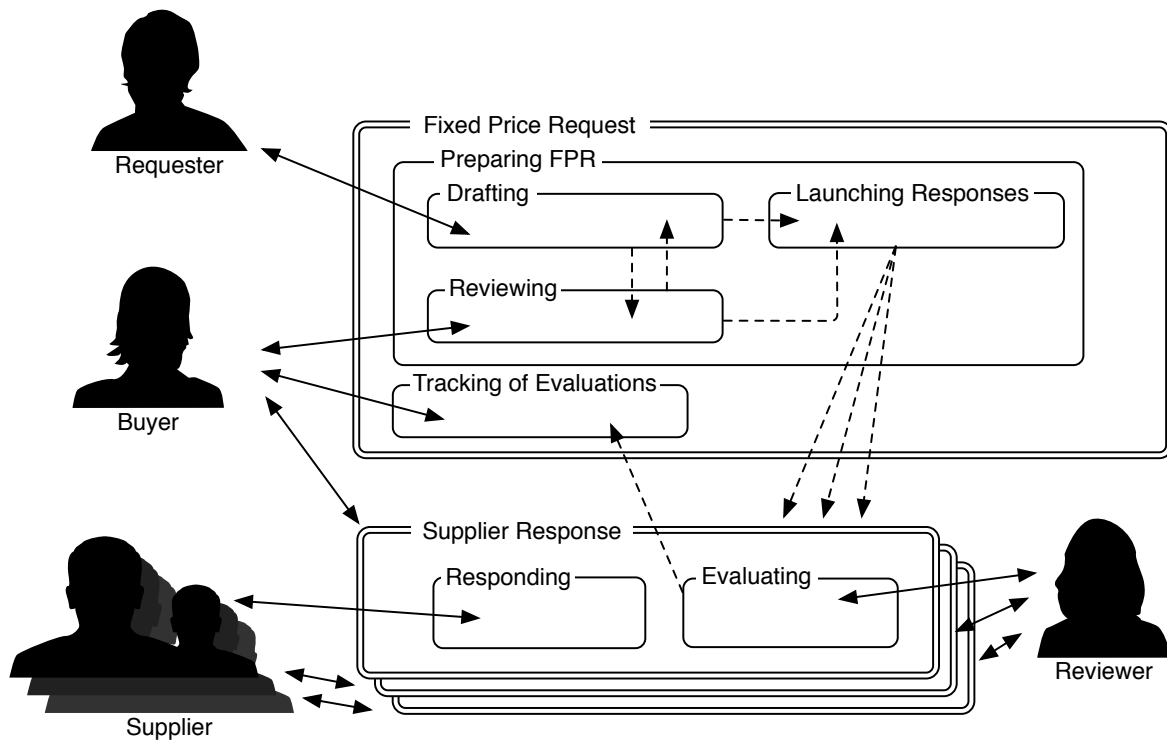 Requester
Fixed Price Request
Preparing FPR
Drafting
Launching Responses
Reviewing
Buyer
Tracking of Evaluations
Supplier Response
Responding
Evaluating
Reviewer
Supplier